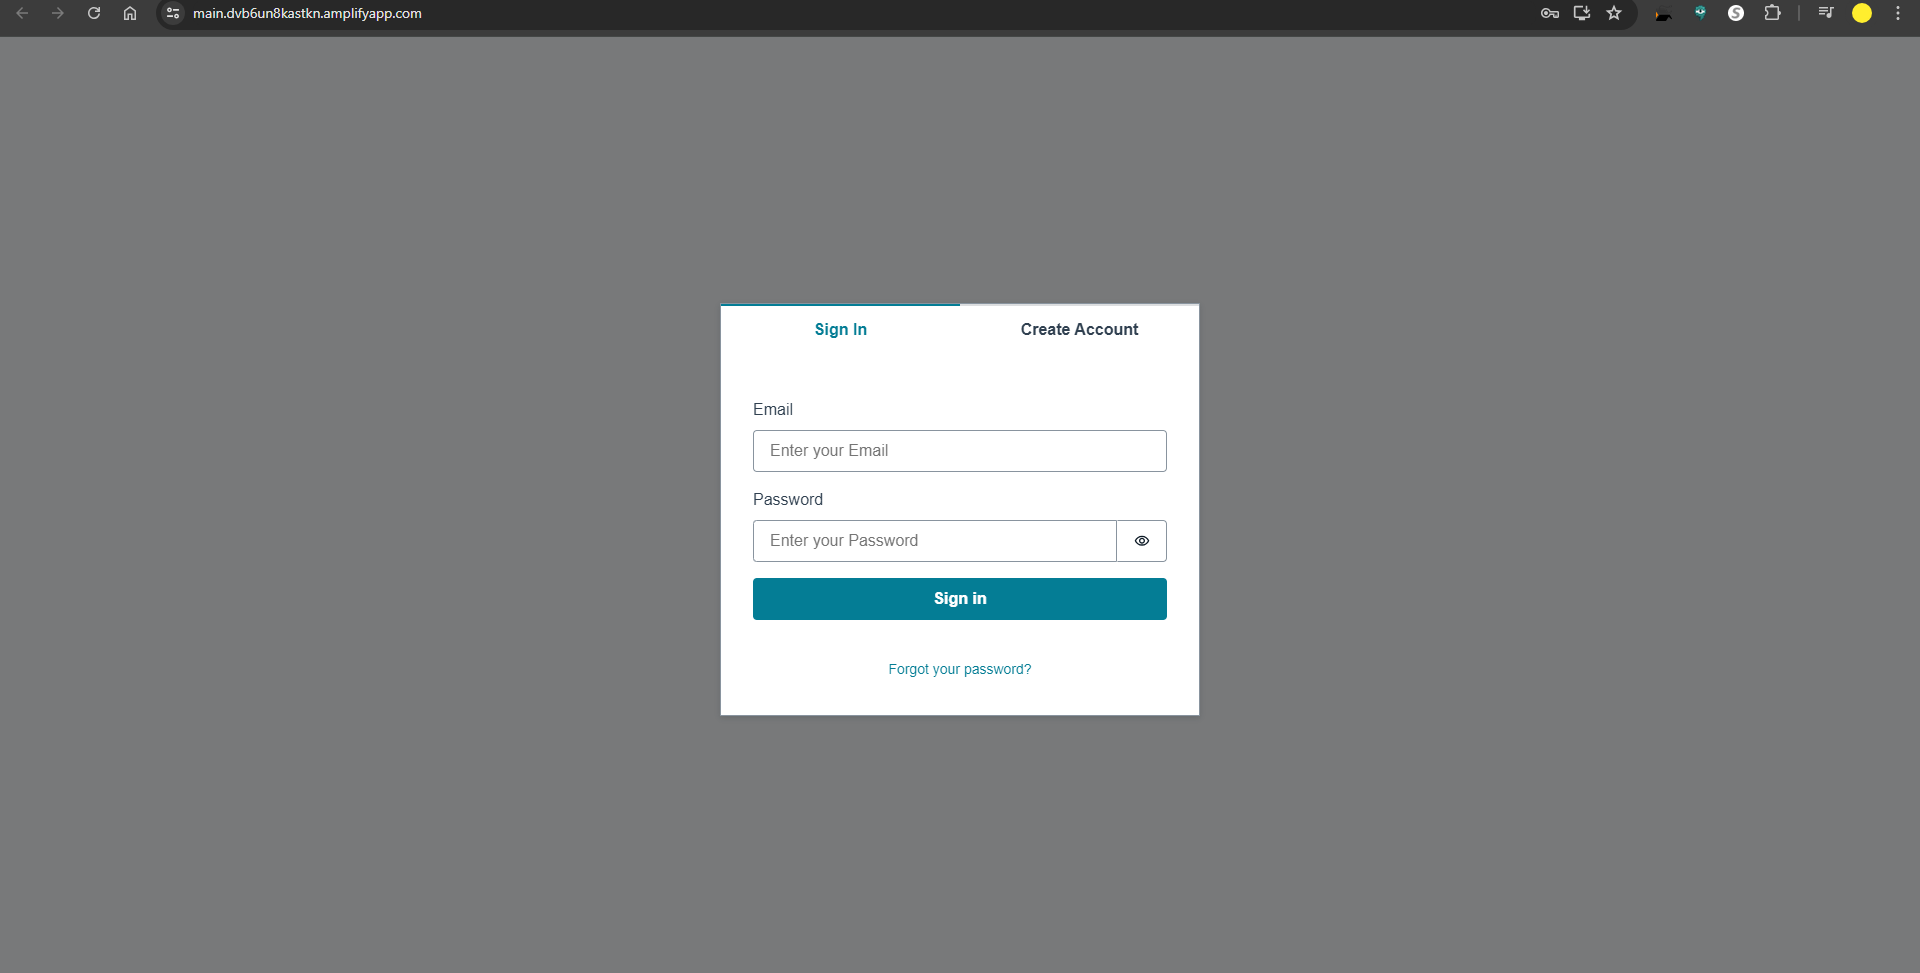 main.dvb6un8kastkn.amplifyapp.com
S
Sign In
Create Account
Email
Enter your Email
Password
Enter your Password
Sign in
Forgot your password?